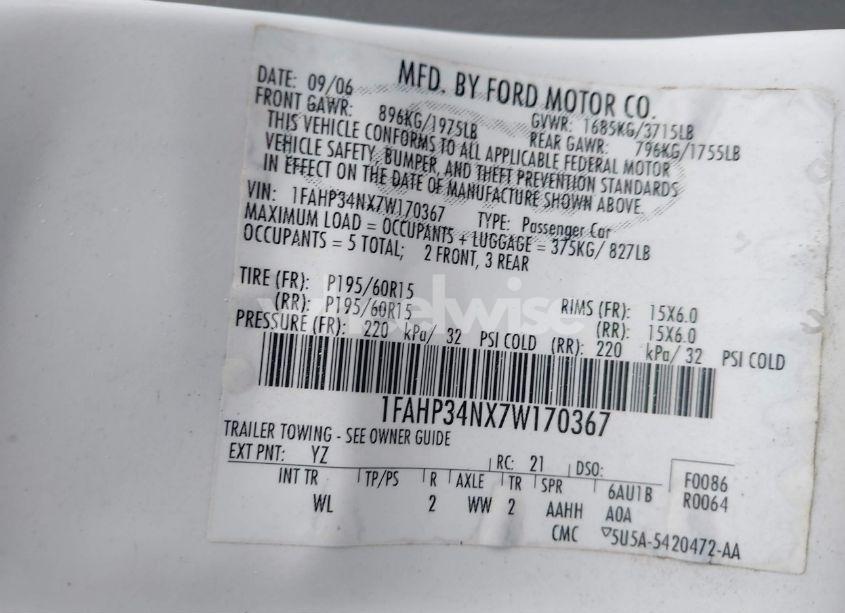 MFD. BY FORD MOTOR CO.
DATE: 09/06 GVWR: 1685KG/3715LB
FRONT GAWR: 896KG/1975LB REAR GAWR: 796KG/1755LB
THIS VEHICLE CONFORMS TO ALL APPLICABLE FEDERAL MOTOR
VEHICLE SAFETY, BUMPER, AND THEFT PREVENTION STANDARDS
IN EFFECT ON THE DATE OF MANUFACTURE SHOWN ABOVE.
VIN: 1FAHP34NX7W170367 TYPE: Passenger Car
MAXIMUM LOAD = OCCUPANTS + LUGGAGE = 375KG/ 827LB
OCCUPANTS = 5 TOTAL; 2 FRONT, 3 REAR
TIRE (FR): P195/60R15 RIMS (FR): 15X6.0
(RR): P195/60R15 (RR): 15X6.0
PRESSURE (FR): 220 kPa/ 32 PSI COLD (RR): 220 kPa/ 32 PSI COLD
1FAHP34NX7W170367
TRAILER TOWING - SEE OWNER GUIDE
EXT PNT: YZ RC: 21 DSO: F0086
INT TR TP/PS R AXLE TR SPR 6AU1B R0064
WL 2 WW 2 AAHH A0A
CMC ▽5U5A-5420472-AA